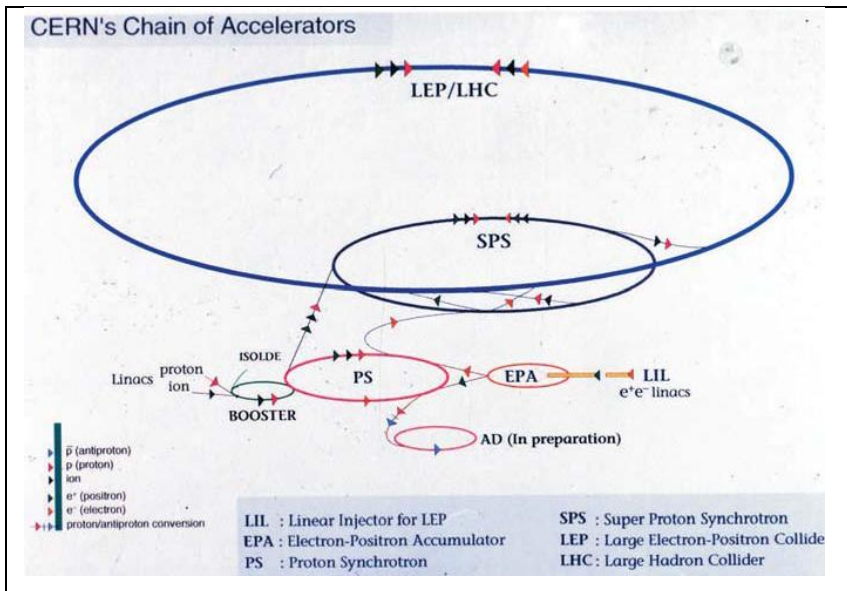 CERN's Chain of Accelerators
LEP/LHC
SPS
ISOLDE
proton
Linacs
ion
BOOSTER
PS
EPA
LIL
e⁺e⁻ linacs
AD (In preparation)
p̅ (antiproton)
p (proton)
ion
e⁺ (positron)
e⁻ (electron)
proton/antiproton conversion
LIL : Linear Injector for LEP
EPA : Electron-Positron Accumulator
PS : Proton Synchrotron
SPS : Super Proton Synchrotron
LEP : Large Electron-Positron Collide
LHC : Large Hadron Collider